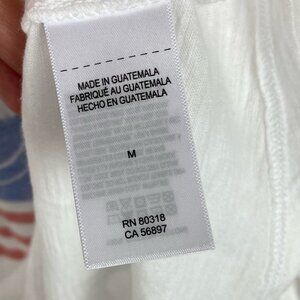 MADE IN GUATEMALA
FABRIQUÉ AU GUATEMALA
HECHO EN GUATEMALA
M
RN 80318
CA 56897